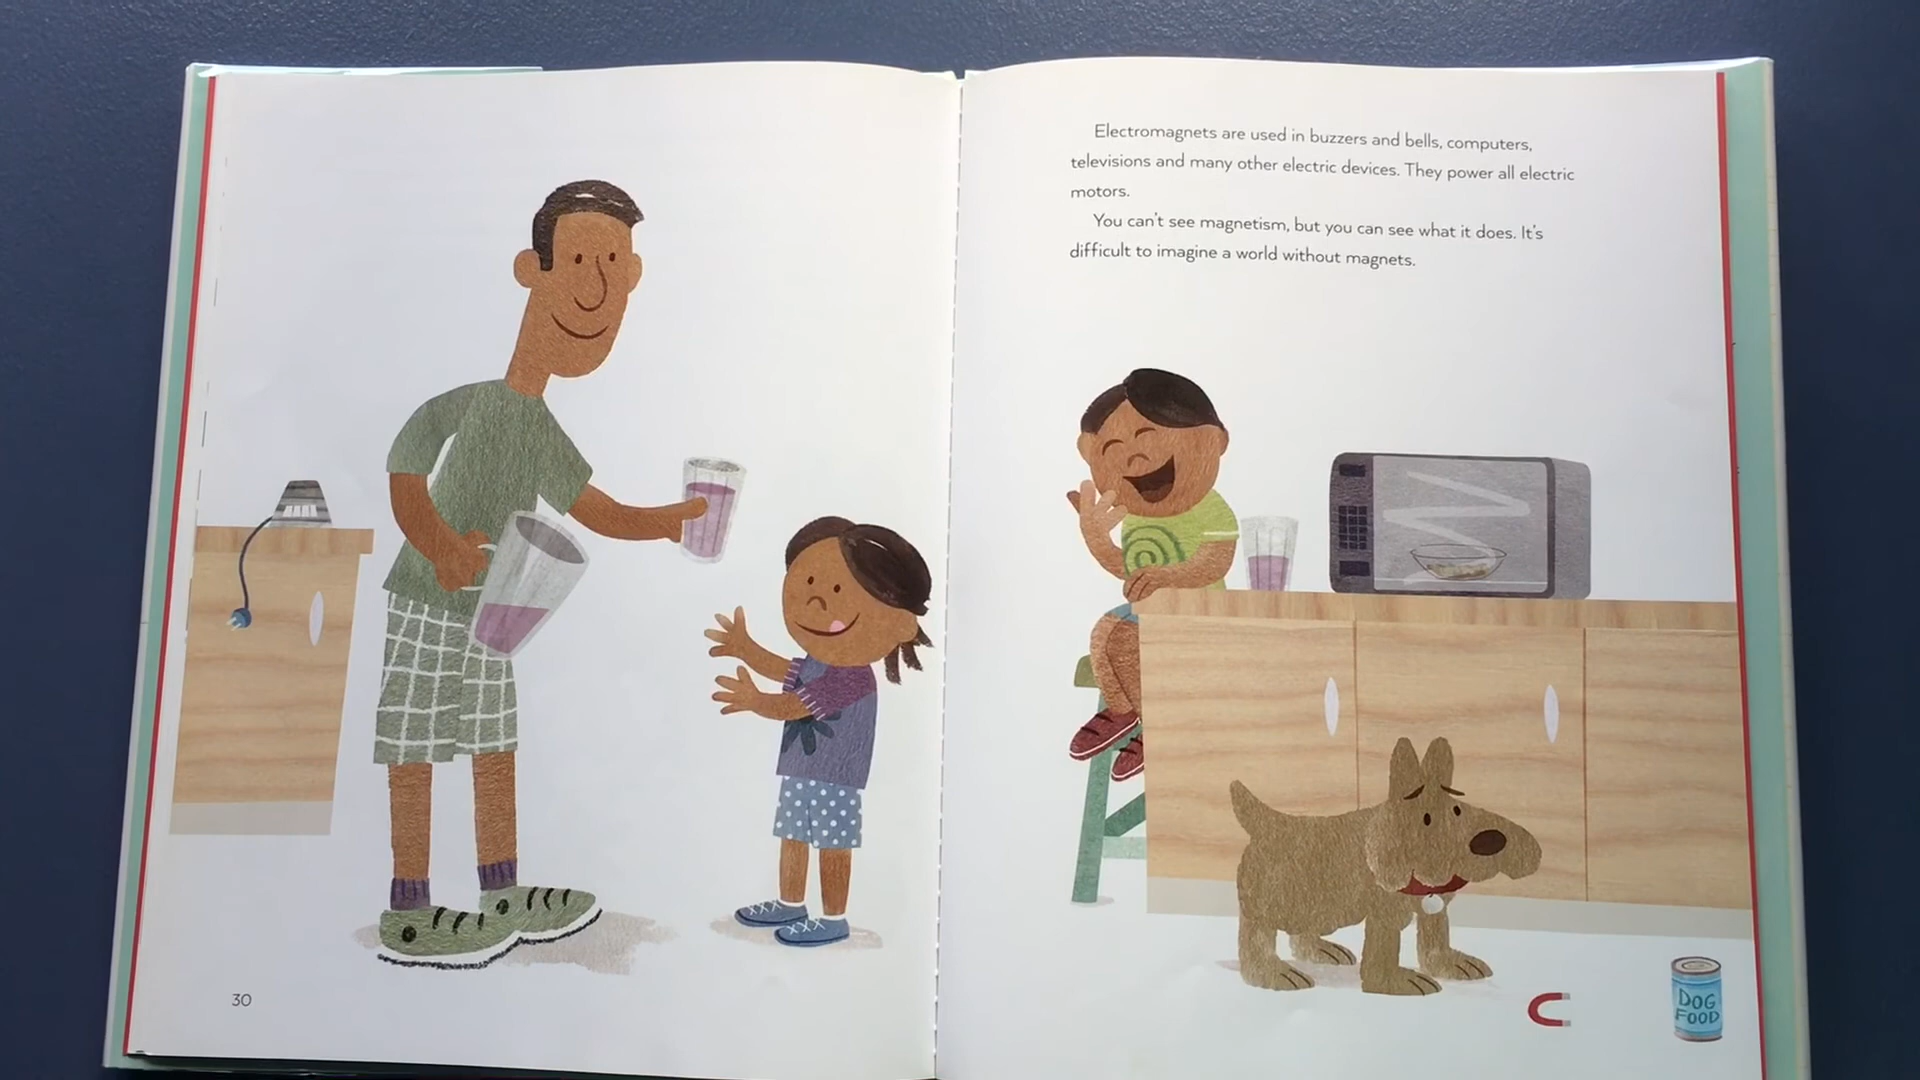 Electromagnets are used in buzzers and bells, computers,
televisions and many other electric devices. They power all electric
motors.
You can't see magnetism, but you can see what it does. It's
difficult to imagine a world without magnets.
DOG
FOOD
30